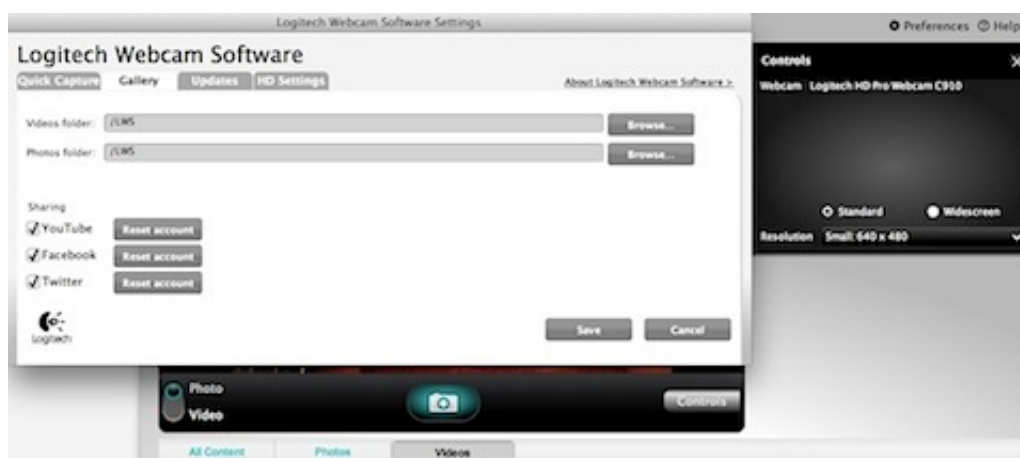 Logitech Webcam Software Settings
Preferences Help
Logitech Webcam Software
Quick Capture Gallery Updates HD Settings
About Logitech Webcam Software >
Videos folder: /LWS Browse...
Photos folder: /LWS Browse...
Sharing
YouTube Reset account
Facebook Reset account
Twitter Reset account
Logitech
Save Cancel
Controls X
Webcam Logitech HD Pro Webcam C910
Standard Widescreen
Resolution Small: 640 x 480
Photo
Video
Controls
All Content Photos Videos